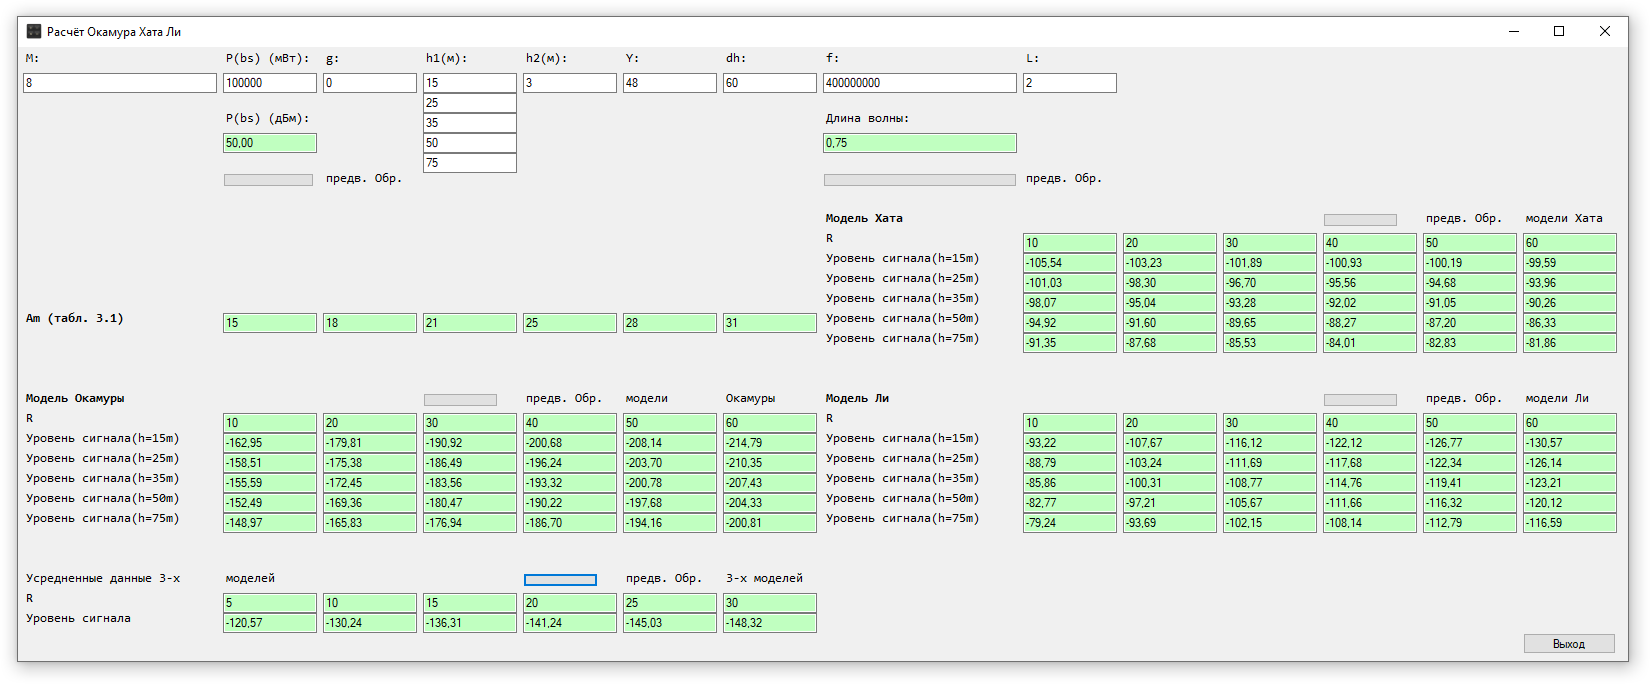 Расчёт Окамура Хата Ли
M: P(bs) (мВт): g: h1(м): h2(м): Y: dh: f: L:
8 100000 0 15 3 48 60 400000000 2
25
P(bs) (дБм): 35 Длина волны:
50,00 50 0,75
75
предв. Обр. предв. Обр.
Модель Хата предв. Обр. модели Хата
R 10 20 30 40 50 60
Уровень сигнала(h=15m) -105,54 -103,23 -101,89 -100,93 -100,19 -99,59
Уровень сигнала(h=25m) -101,03 -98,30 -96,70 -95,56 -94,68 -93,96
Уровень сигнала(h=35m) -98,07 -95,04 -93,28 -92,02 -91,05 -90,26
Am (табл. 3.1) 15 18 21 25 28 31 Уровень сигнала(h=50m) -94,92 -91,60 -89,65 -88,27 -87,20 -86,33
Уровень сигнала(h=75m) -91,35 -87,68 -85,53 -84,01 -82,83 -81,86
Модель Окамуры предв. Обр. модели Окамуры
R 10 20 30 40 50 60
Уровень сигнала(h=15m) -162,95 -179,81 -190,92 -200,68 -208,14 -214,79
Уровень сигнала(h=25m) -158,51 -175,38 -186,49 -196,24 -203,70 -210,35
Уровень сигнала(h=35m) -155,59 -172,45 -183,56 -193,32 -200,78 -207,43
Уровень сигнала(h=50m) -152,49 -169,36 -180,47 -190,22 -197,68 -204,33
Уровень сигнала(h=75m) -148,97 -165,83 -176,94 -186,70 -194,16 -200,81
Модель Ли предв. Обр. модели Ли
R 10 20 30 40 50 60
Уровень сигнала(h=15m) -93,22 -107,67 -116,12 -122,12 -126,77 -130,57
Уровень сигнала(h=25m) -88,79 -103,24 -111,69 -117,68 -122,34 -126,14
Уровень сигнала(h=35m) -85,86 -100,31 -108,77 -114,76 -119,41 -123,21
Уровень сигнала(h=50m) -82,77 -97,21 -105,67 -111,66 -116,32 -120,12
Уровень сигнала(h=75m) -79,24 -93,69 -102,15 -108,14 -112,79 -116,59
Усредненные данные 3-х моделей предв. Обр. 3-х моделей
R 5 10 15 20 25 30
Уровень сигнала -120,57 -130,24 -136,31 -141,24 -145,03 -148,32
Выход